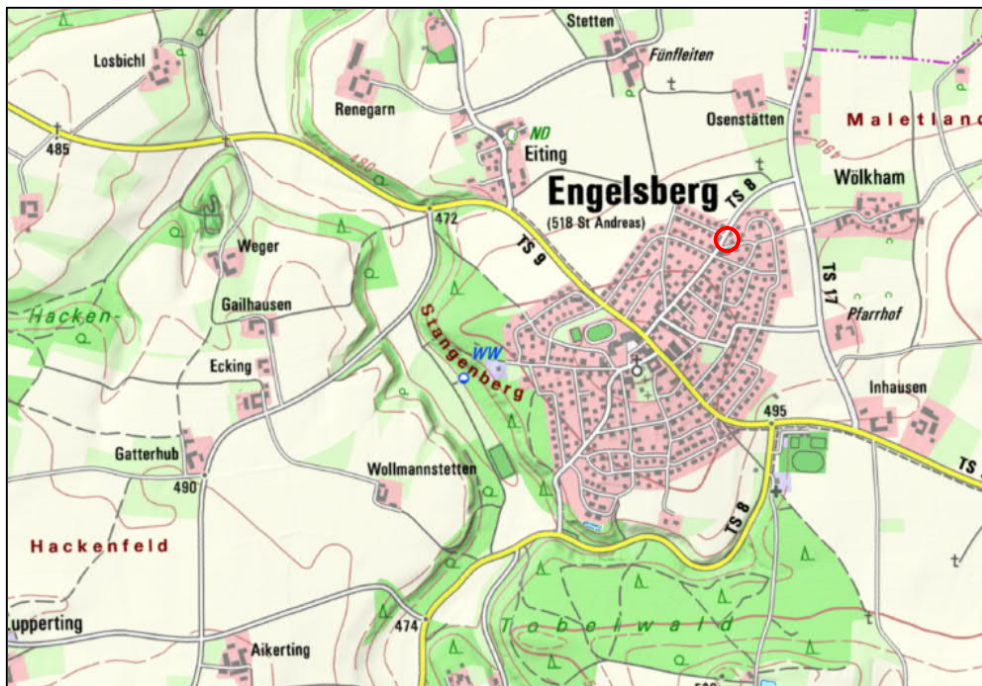 Stetten
Losbichl
Fünfleiten
Renegarn
Osenstätten
ND
Maletland
485
Eiting
480
490
Engelsberg
TS 8
Wölkham
(518 St Andreas)
472
TS 9
Weger
TS 17
Gailhausen
Pfarrhof
Hacken-
Stangenberg
WW
Ecking
Inhausen
495
Gatterhub
Wollmannstetten
TS
490
TS 8
Hackenfeld
474
Tobelwald
Lupperting
Aikerting